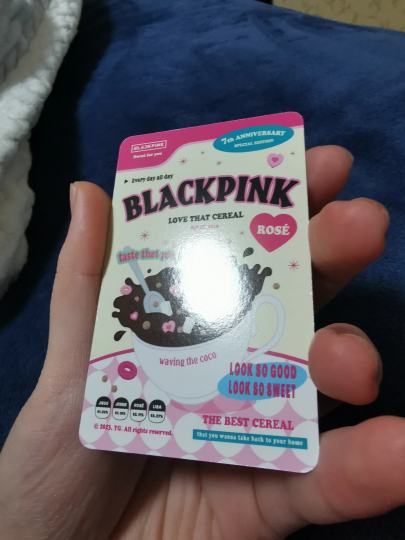 BLACKPINK
Sweet for you
7th ANNIVERSARY
SPECIAL EDITION
Every day all day
BLACKPINK
LOVE THAT CEREAL
ROSÉ
taste that
waving the coco
LOOK SO GOOD
LOOK SO SWEET
JISOO JENNIE ROSÉ LISA
© 2023. YG. All rights reserved.
THE BEST CEREAL
that you wanna take back to your home